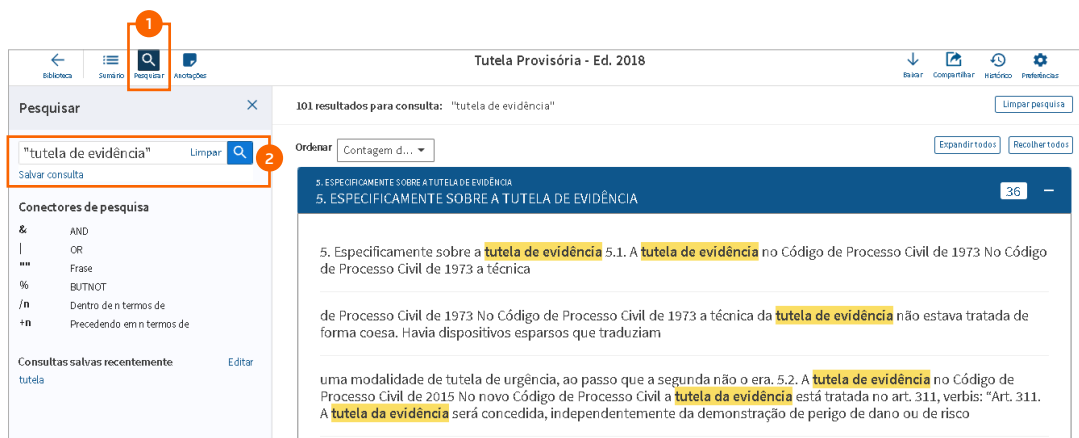 1
Tutela Provisória - Ed. 2018
Biblioteca
Sumário
Pesquisar
Anotações
Baixar
Compartilhar
Histórico
Preferências
Pesquisar
101 resultados para consulta: "tutela de evidência"
Limpar pesquisa
"tutela de evidência" Limpar
2
Salvar consulta
Ordenar Contagem d...
Expandir todos
Recolher todos
Conectores de pesquisa
& AND
| OR
"" Frase
% BUTNOT
/n Dentro de n termos de
+n Precedendo em n termos de
Consultas salvas recentemente Editar
tutela
5. ESPECIFICAMENTE SOBRE A TUTELA DE EVIDÊNCIA
5. ESPECIFICAMENTE SOBRE A TUTELA DE EVIDÊNCIA
36
5. Especificamente sobre a tutela de evidência 5.1. A tutela de evidência no Código de Processo Civil de 1973 No Código
de Processo Civil de 1973 a técnica
de Processo Civil de 1973 No Código de Processo Civil de 1973 a técnica da tutela de evidência não estava tratada de
forma coesa. Havia dispositivos esparsos que traduziam
uma modalidade de tutela de urgência, ao passo que a segunda não o era. 5.2. A tutela de evidência no Código de
Processo Civil de 2015 No novo Código de Processo Civil a tutela da evidência está tratada no art. 311, verbis: “Art. 311.
A tutela da evidência será concedida, independentemente da demonstração de perigo de dano ou de risco